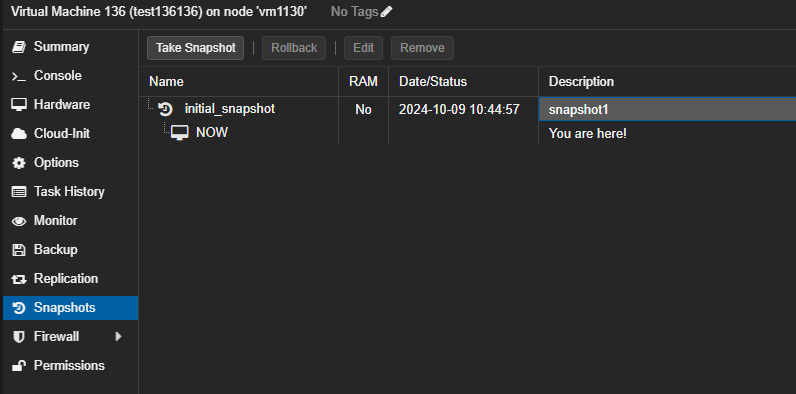 Virtual Machine 136 (test136136) on node 'vm1130' No Tags
Summary
Console
Hardware
Cloud-Init
Options
Task History
Monitor
Backup
Replication
Snapshots
Firewall
Permissions
Take Snapshot Rollback Edit Remove
Name RAM Date/Status Description
initial_snapshot No 2024-10-09 10:44:57 snapshot1
NOW You are here!